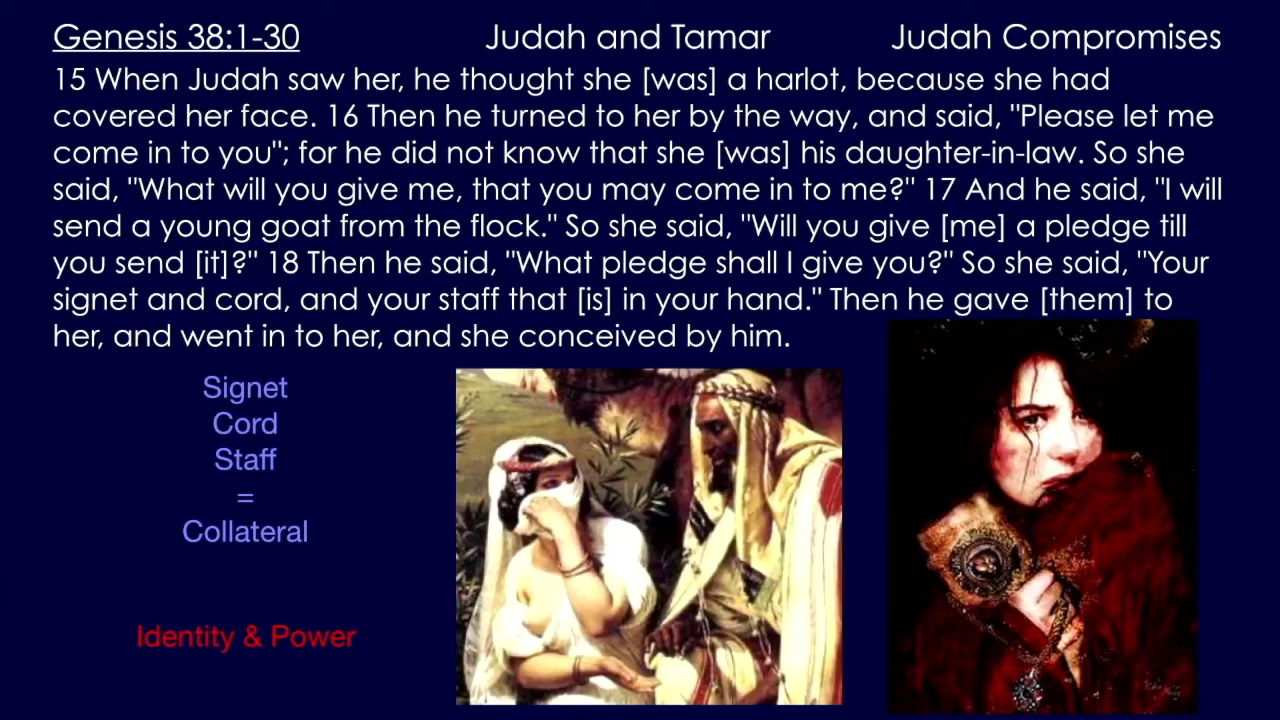 Genesis 38:1-30 Judah and Tamar Judah Compromises
15 When Judah saw her, he thought she [was] a harlot, because she had
covered her face. 16 Then he turned to her by the way, and said, "Please let me
come in to you"; for he did not know that she [was] his daughter-in-law. So she
said, "What will you give me, that you may come in to me?" 17 And he said, "I will
send a young goat from the flock." So she said, "Will you give [me] a pledge till
you send [it]?" 18 Then he said, "What pledge shall I give you?" So she said, "Your
signet and cord, and your staff that [is] in your hand." Then he gave [them] to
her, and went in to her, and she conceived by him.
Signet
Cord
Staff
=
Collateral
Identity & Power